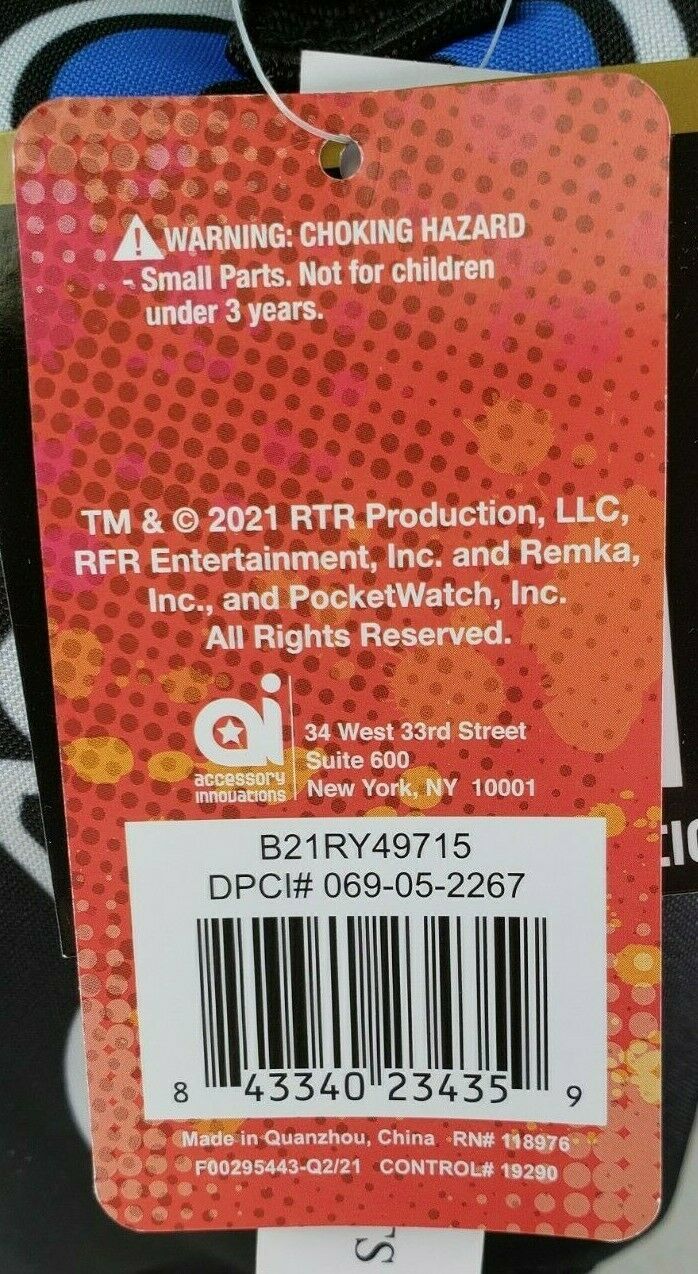 WARNING: CHOKING HAZARD
- Small Parts. Not for children
under 3 years.
TM & © 2021 RTR Production, LLC,
RFR Entertainment, Inc. and Remka,
Inc., and PocketWatch, Inc.
All Rights Reserved.
ai
accessory
innovations
34 West 33rd Street
Suite 600
New York, NY 10001
B21RY49715
DPCI# 069-05-2267
8 43340 23435 9
Made in Quanzhou, China RN# 118976
F00295443-Q2/21 CONTROL# 19290